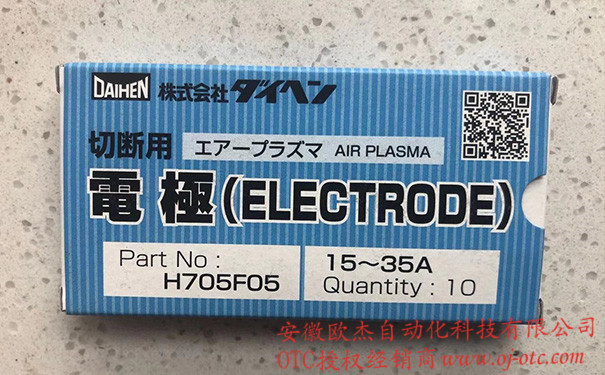 DAIHEN 株式会社ダイヘン
切断用 エアープラズマ AIR PLASMA
電極(ELECTRODE)
Part No :
H705F05
15～35A
Quantity : 10
安徽欧杰自动化科技有限公司
OTC授权经销商www.oj-otc.com